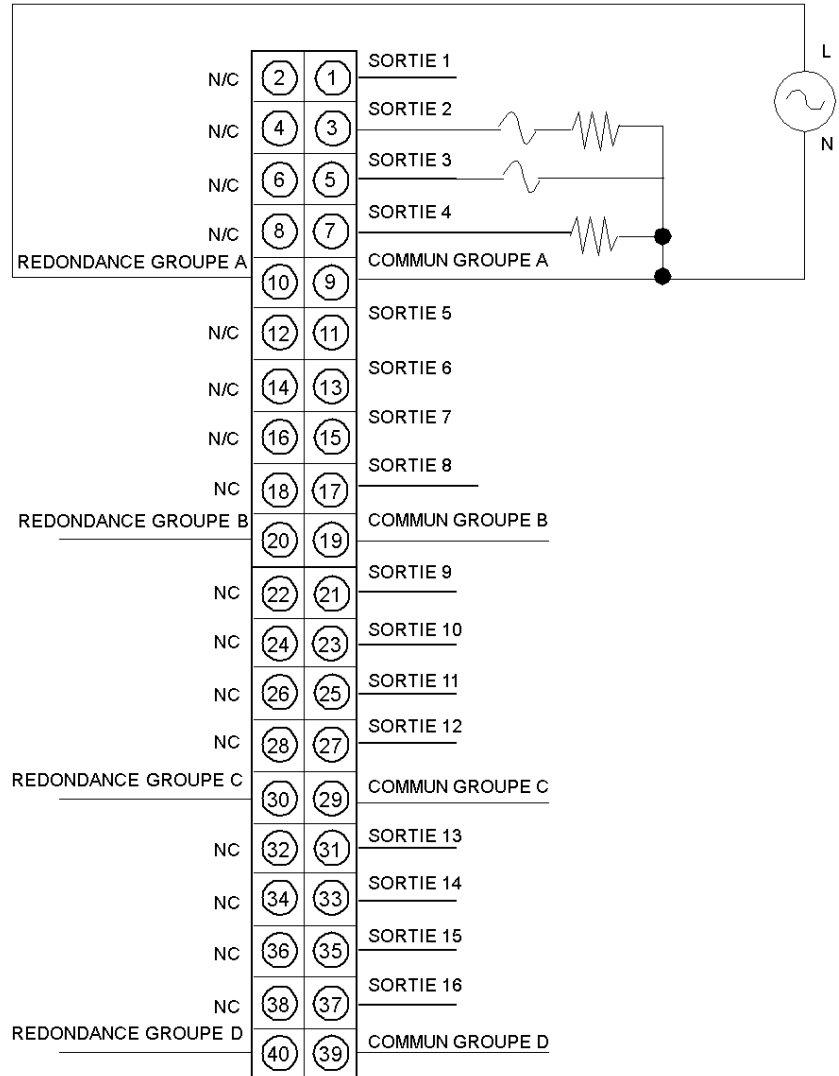 L
SORTIE 1
N/C 2 1
SORTIE 2
N/C 4 3
N
SORTIE 3
N/C 6 5
SORTIE 4
N/C 8 7
REDONDANCE GROUPE A COMMUN GROUPE A
10 9
SORTIE 5
N/C 12 11
SORTIE 6
N/C 14 13
SORTIE 7
N/C 16 15
SORTIE 8
NC 18 17
REDONDANCE GROUPE B COMMUN GROUPE B
20 19
SORTIE 9
NC 22 21
SORTIE 10
NC 24 23
SORTIE 11
NC 26 25
SORTIE 12
NC 28 27
REDONDANCE GROUPE C COMMUN GROUPE C
30 29
SORTIE 13
NC 32 31
SORTIE 14
NC 34 33
SORTIE 15
NC 36 35
SORTIE 16
NC 38 37
REDONDANCE GROUPE D COMMUN GROUPE D
40 39